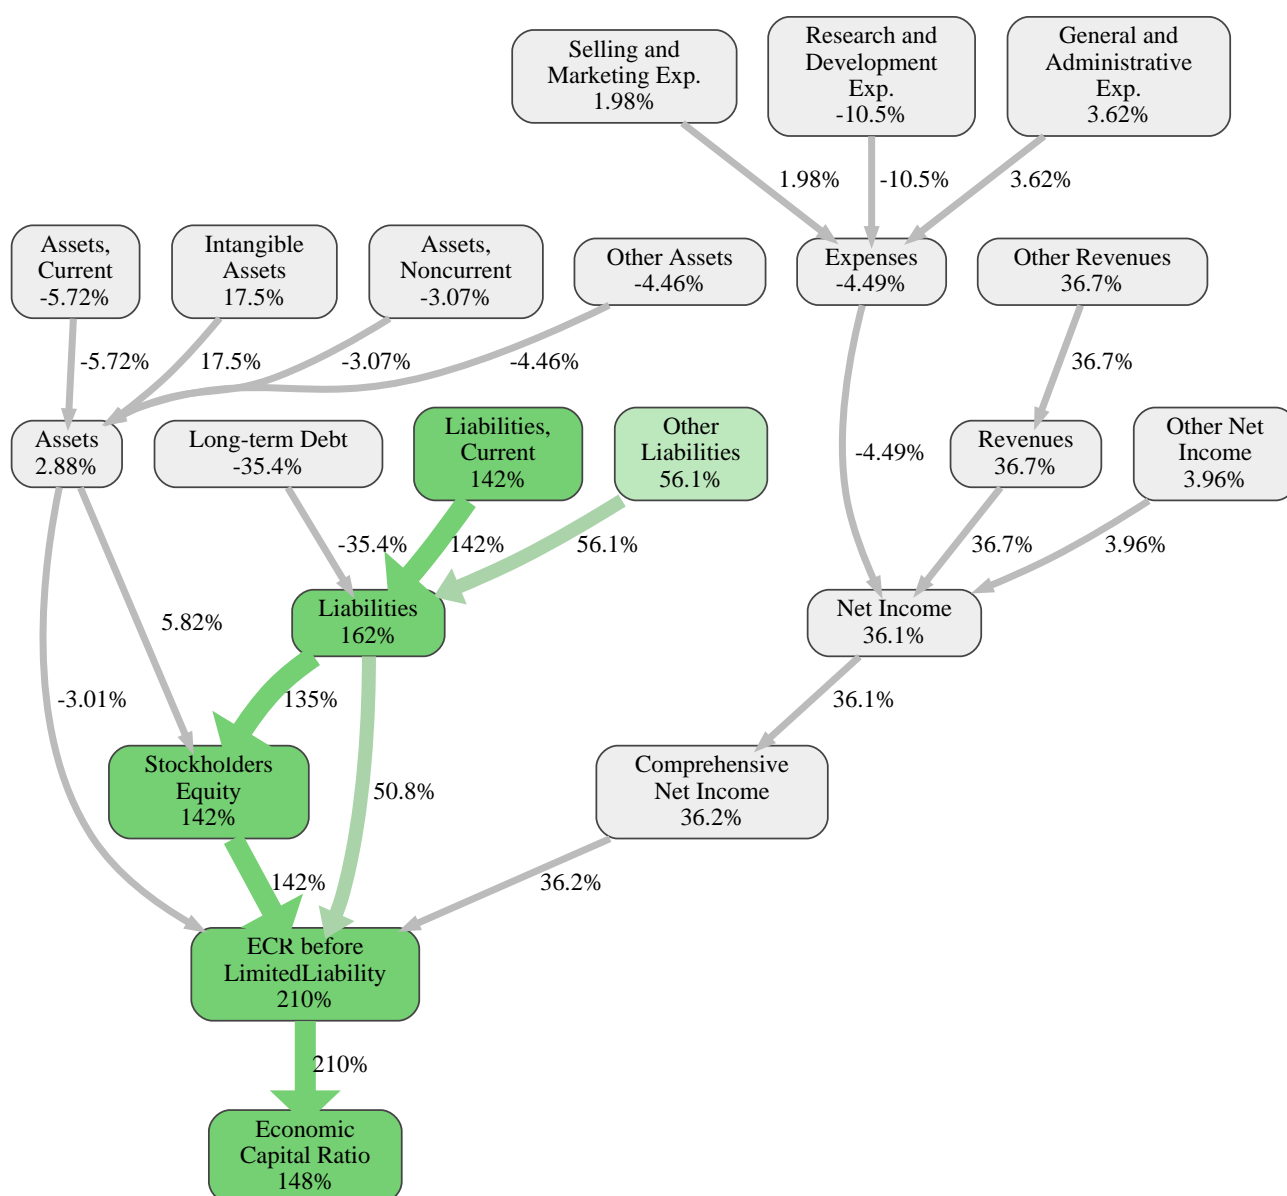 Selling and
Marketing Exp.
1.98%
Research and
Development
Exp.
-10.5%
General and
Administrative
Exp.
3.62%
1.98%
-10.5%
3.62%
Assets,
Current
-5.72%
Intangible
Assets
17.5%
Assets,
Noncurrent
-3.07%
Other Assets
-4.46%
Expenses
-4.49%
Other Revenues
36.7%
-5.72%
17.5%
-3.07%
-4.46%
36.7%
Assets
2.88%
Long-term Debt
-35.4%
Liabilities,
Current
142%
Other
Liabilities
56.1%
-4.49%
Revenues
36.7%
Other Net
Income
3.96%
-35.4%
142%
56.1%
36.7%
3.96%
5.82%
Liabilities
162%
Net Income
36.1%
-3.01%
135%
36.1%
Stockholders
Equity
142%
50.8%
Comprehensive
Net Income
36.2%
142%
36.2%
ECR before
LimitedLiability
210%
210%
Economic
Capital Ratio
148%